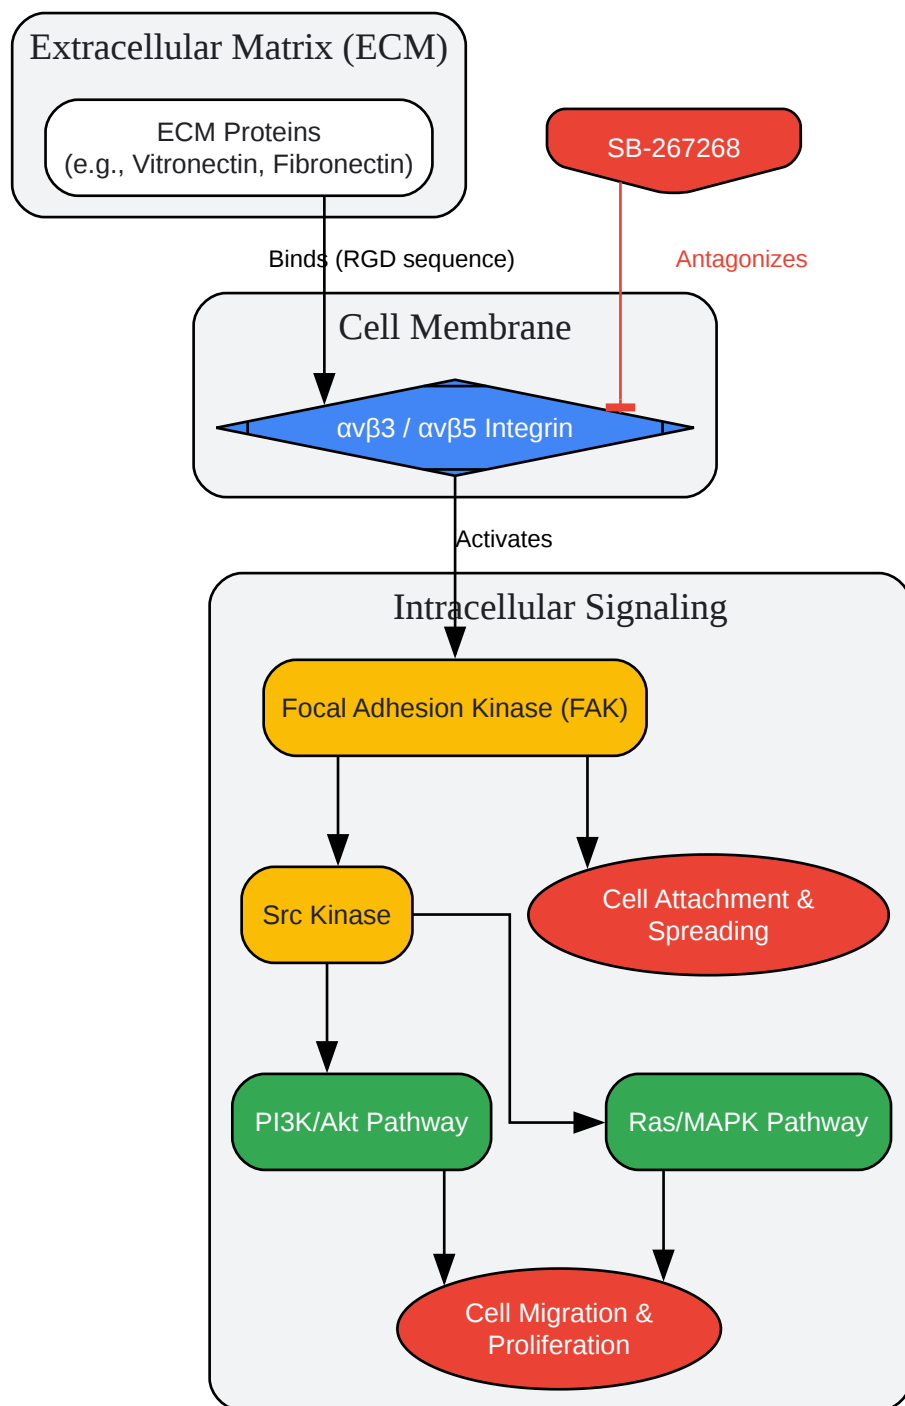 Extracellular Matrix (ECM)
ECM Proteins
(e.g., Vitronectin, Fibronectin)
SB-267268
Binds (RGD sequence)
Antagonizes
Cell Membrane
αvβ3 / αvβ5 Integrin
Activates
Intracellular Signaling
Focal Adhesion Kinase (FAK)
Src Kinase
Cell Attachment &
Spreading
PI3K/Akt Pathway
Ras/MAPK Pathway
Cell Migration &
Proliferation